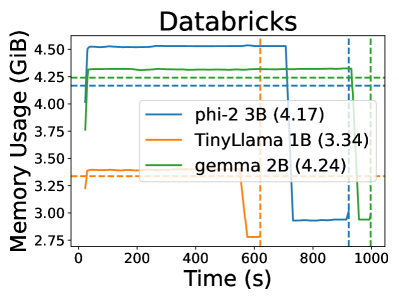 Databricks
Memory Usage (GiB)
4.50
4.25
4.00
3.75
3.50
3.25
3.00
2.75
phi-2 3B (4.17)
TinyLlama 1B (3.34)
gemma 2B (4.24)
0 200 400 600 800 1000
Time (s)